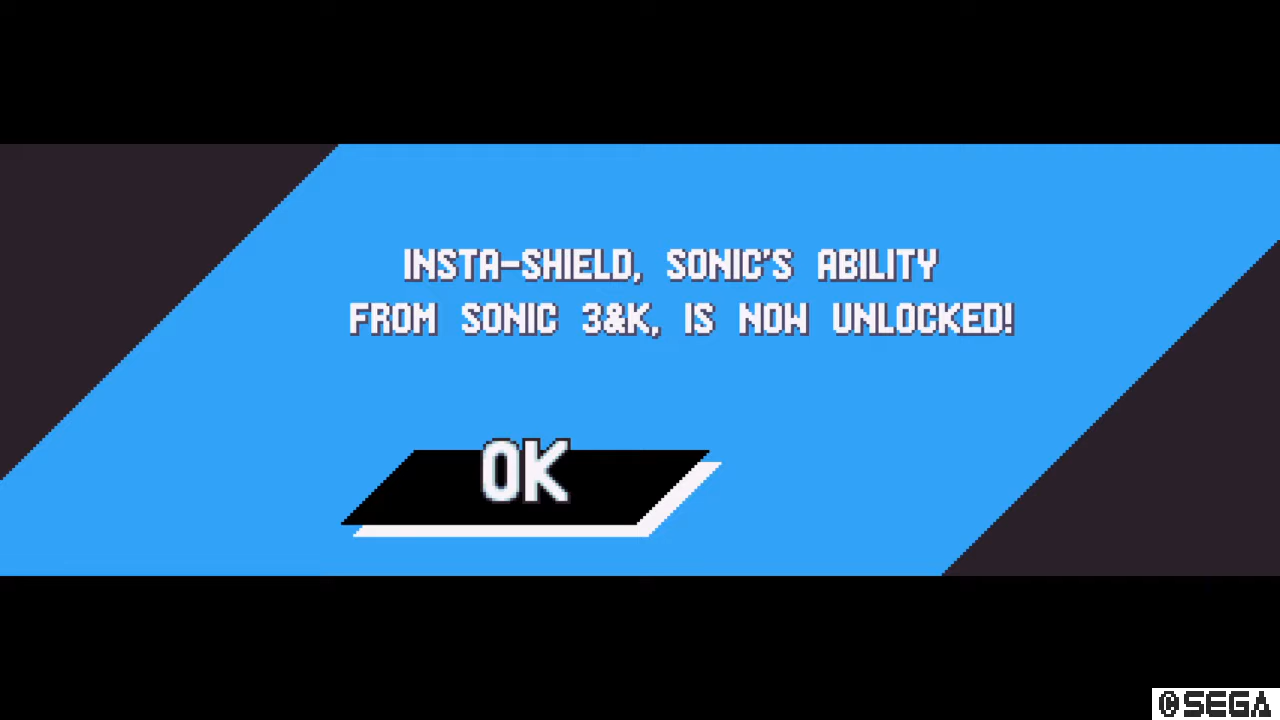 INSTA-SHIELD, SONIC'S ABILITY
FROM SONIC 3&K, IS NOW UNLOCKED!
OK
©SEGA